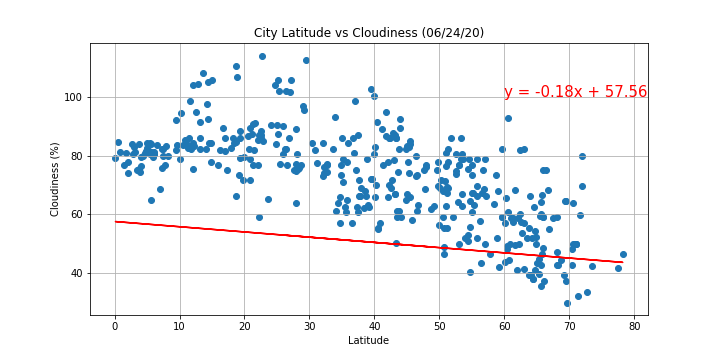 City Latitude vs Cloudiness (06/24/20)
y = -0.18x + 57.56
100
80
60
40
Cloudiness (%)
0 10 20 30 40 50 60 70 80
Latitude